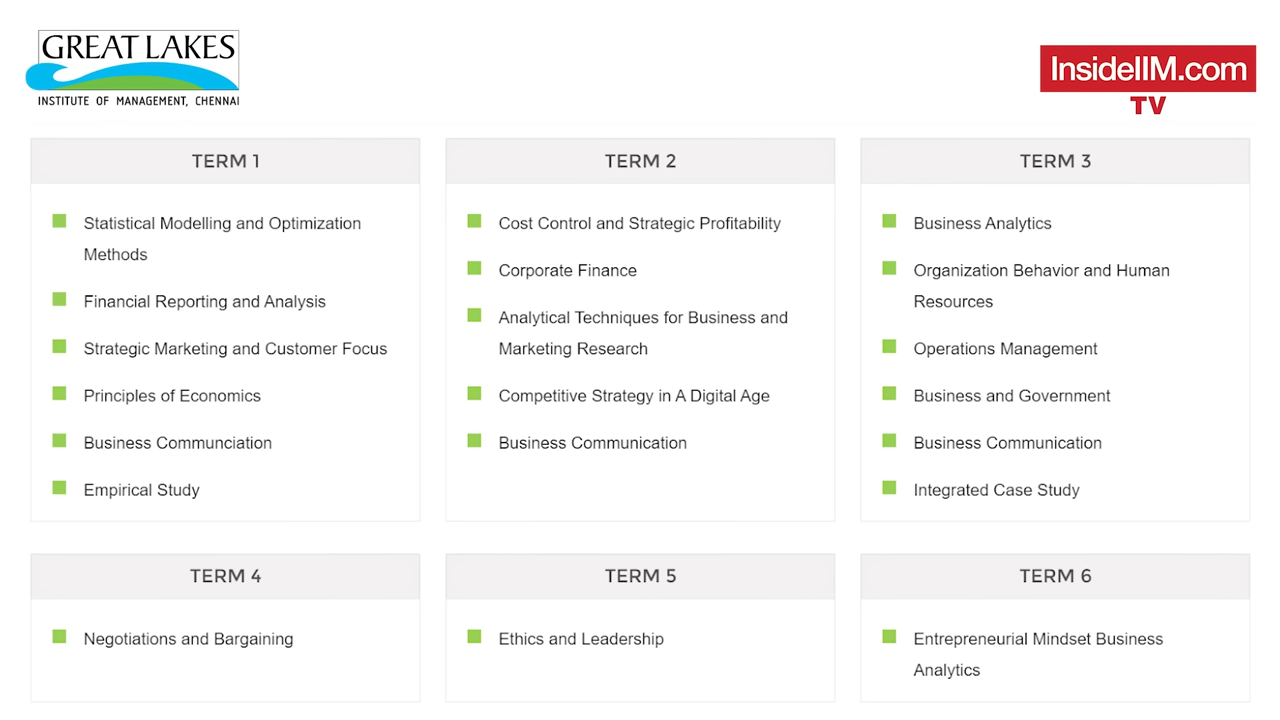 GREAT LAKES
INSTITUTE OF MANAGEMENT, CHENNAI
InsideIIM.com
TV
TERM 1
Statistical Modelling and Optimization
Methods
Financial Reporting and Analysis
Strategic Marketing and Customer Focus
Principles of Economics
Business Communciation
Empirical Study
TERM 2
Cost Control and Strategic Profitability
Corporate Finance
Analytical Techniques for Business and
Marketing Research
Competitive Strategy in A Digital Age
Business Communication
TERM 3
Business Analytics
Organization Behavior and Human
Resources
Operations Management
Business and Government
Business Communication
Integrated Case Study
TERM 4
Negotiations and Bargaining
TERM 5
Ethics and Leadership
TERM 6
Entrepreneurial Mindset Business
Analytics